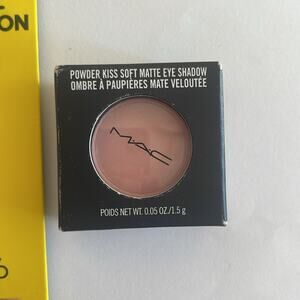 ON
POWDER KISS SOFT MATTE EYE SHADOW
OMBRE À PAUPIÈRES MATE VELOUTÉE
MAC
POIDS NET WT. 0.05 OZ./1.5 g